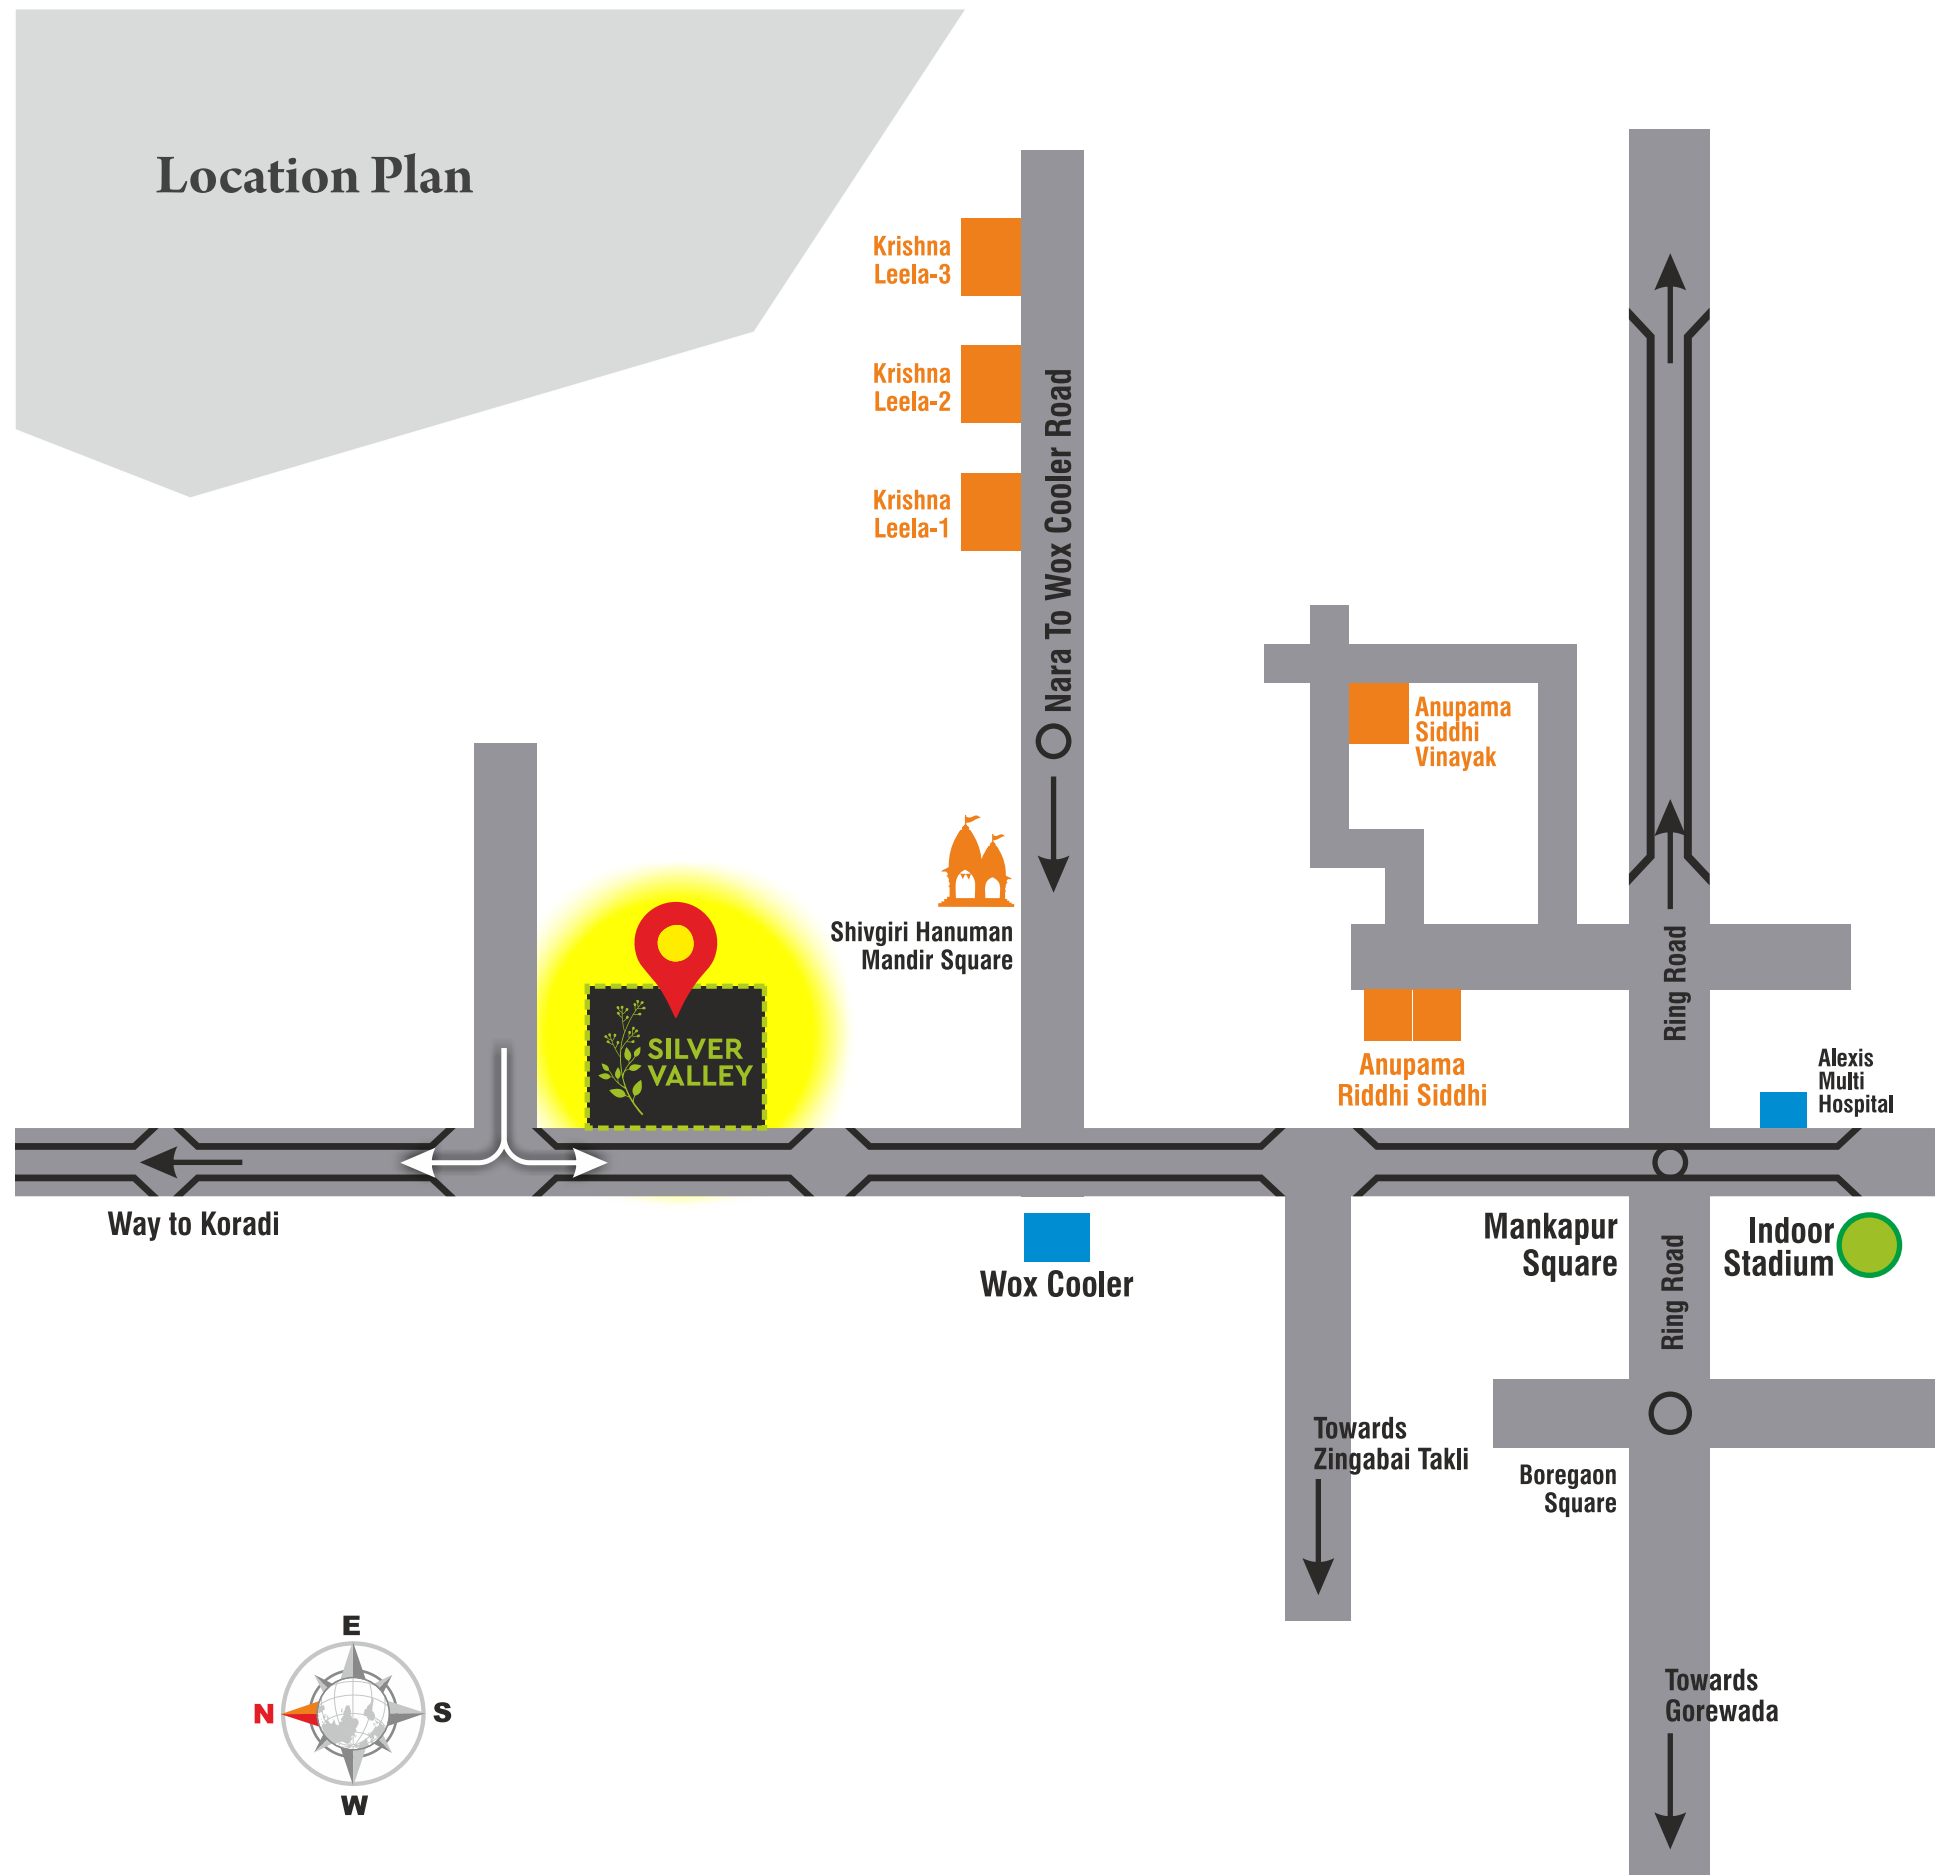 Location Plan
Krishna
Leela-3
Krishna
Leela-2
Krishna
Leela-1
Nara To Wox Cooler Road
Anupama
Siddhi
Vinayak
Shivgiri Hanuman
Mandir Square
SILVER
VALLEY
Ring Road
Anupama
Riddhi Siddhi
Alexis
Multi
Hospital
Way to Koradi
Wox Cooler
Mankapur
Square
Ring Road
Indoor
Stadium
Towards
Zingabai Takli
Boregaon
Square
Towards
Gorewada
E
N
S
W